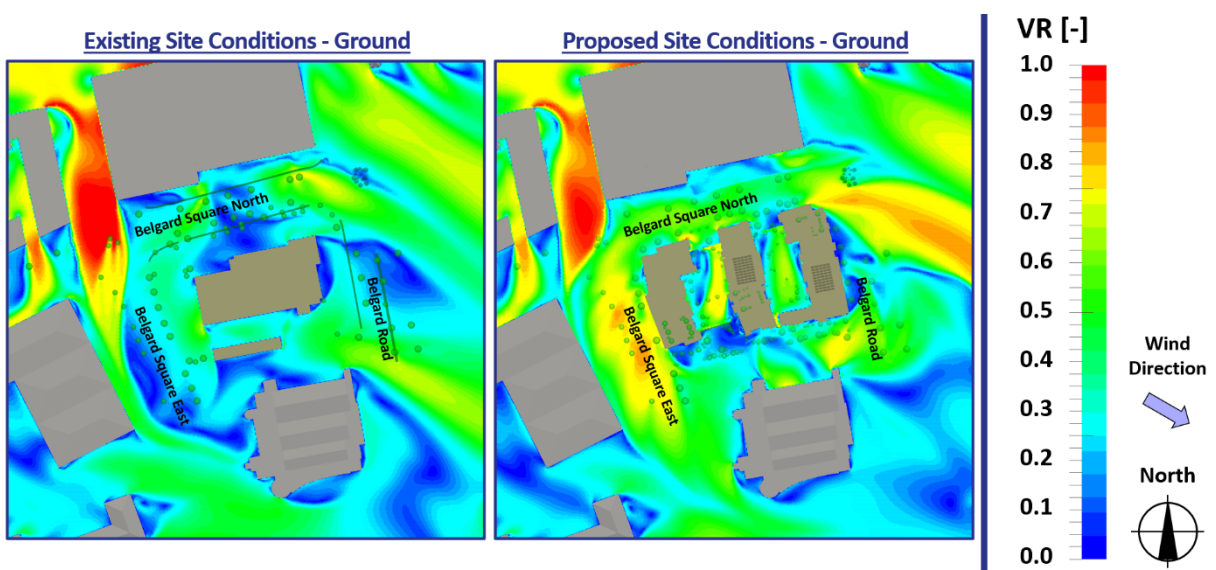 Existing Site Conditions - Ground
Belgard Square North
Belgard Road
Belgard Square East
Proposed Site Conditions - Ground
Belgard Square North
Belgard Road
Belgard Square East
VR [-]
1.0
0.9
0.8
0.7
0.6
0.5
0.4
0.3
0.2
0.1
0.0
Wind
Direction
North